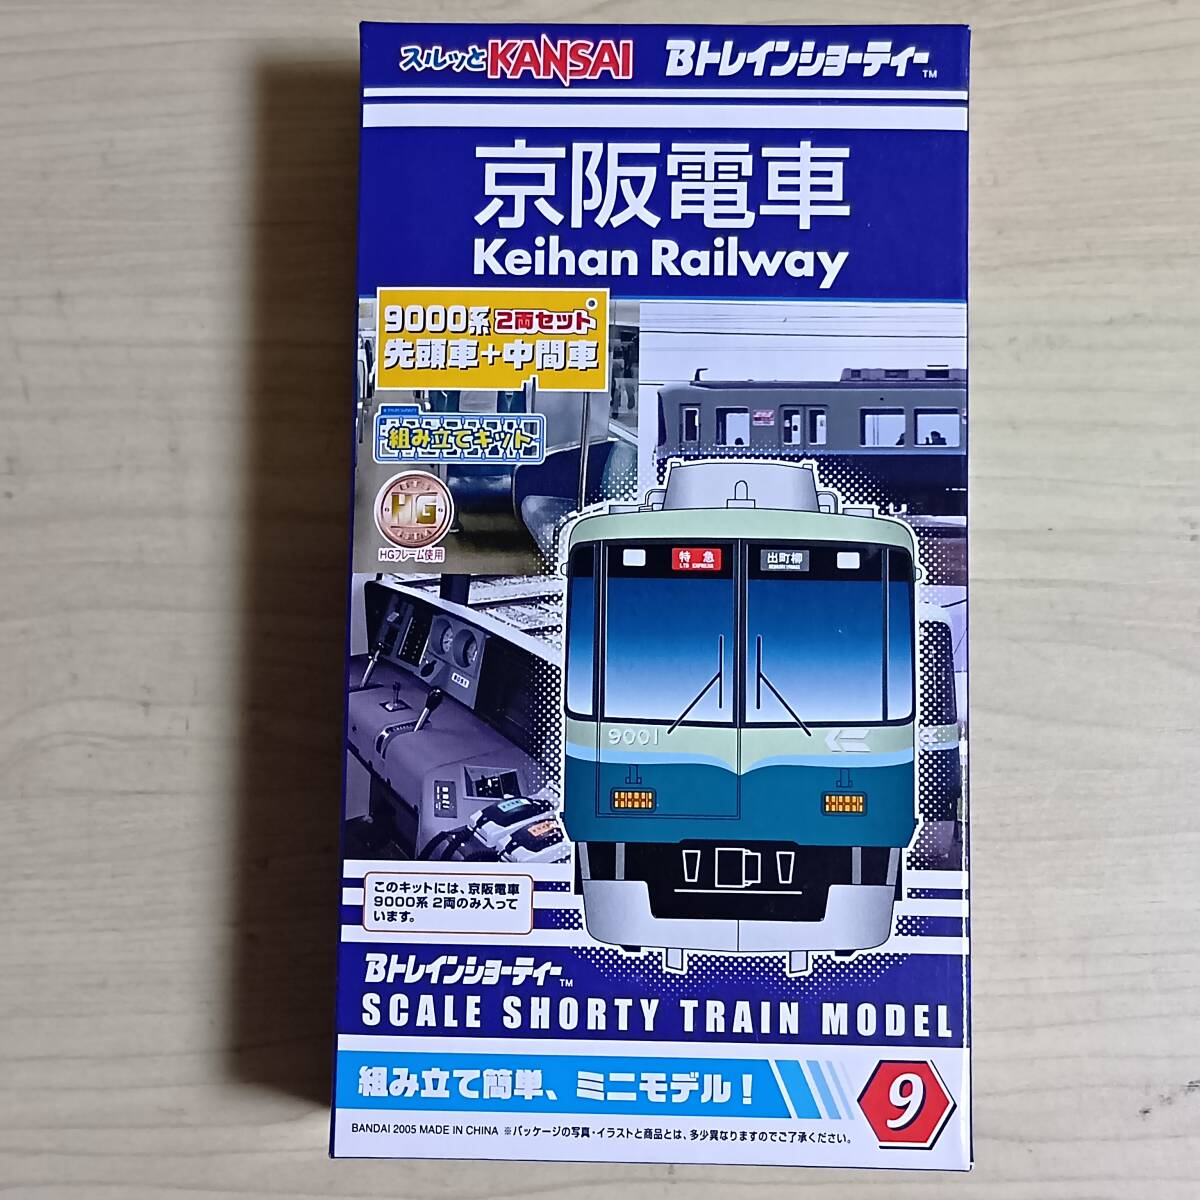 スルッとKANSAI BトレインショーティーTM
京阪電車
Keihan Railway
9000系 2両セット
先頭車+中間車
組み立てキット
HG
HGフレーム使用
特急
LTD EXPRESS
出町柳
9001
このキットには、京阪電車
9000系 2両のみ入って
います。
BトレインショーティーTM
SCALE SHORTY TRAIN MODEL
組み立て簡単、ミニモデル!
9
BANDAI 2005 MADE IN CHINA ※パッケージの写真・イラストと商品とは、多少異なりますのでご了承ください。